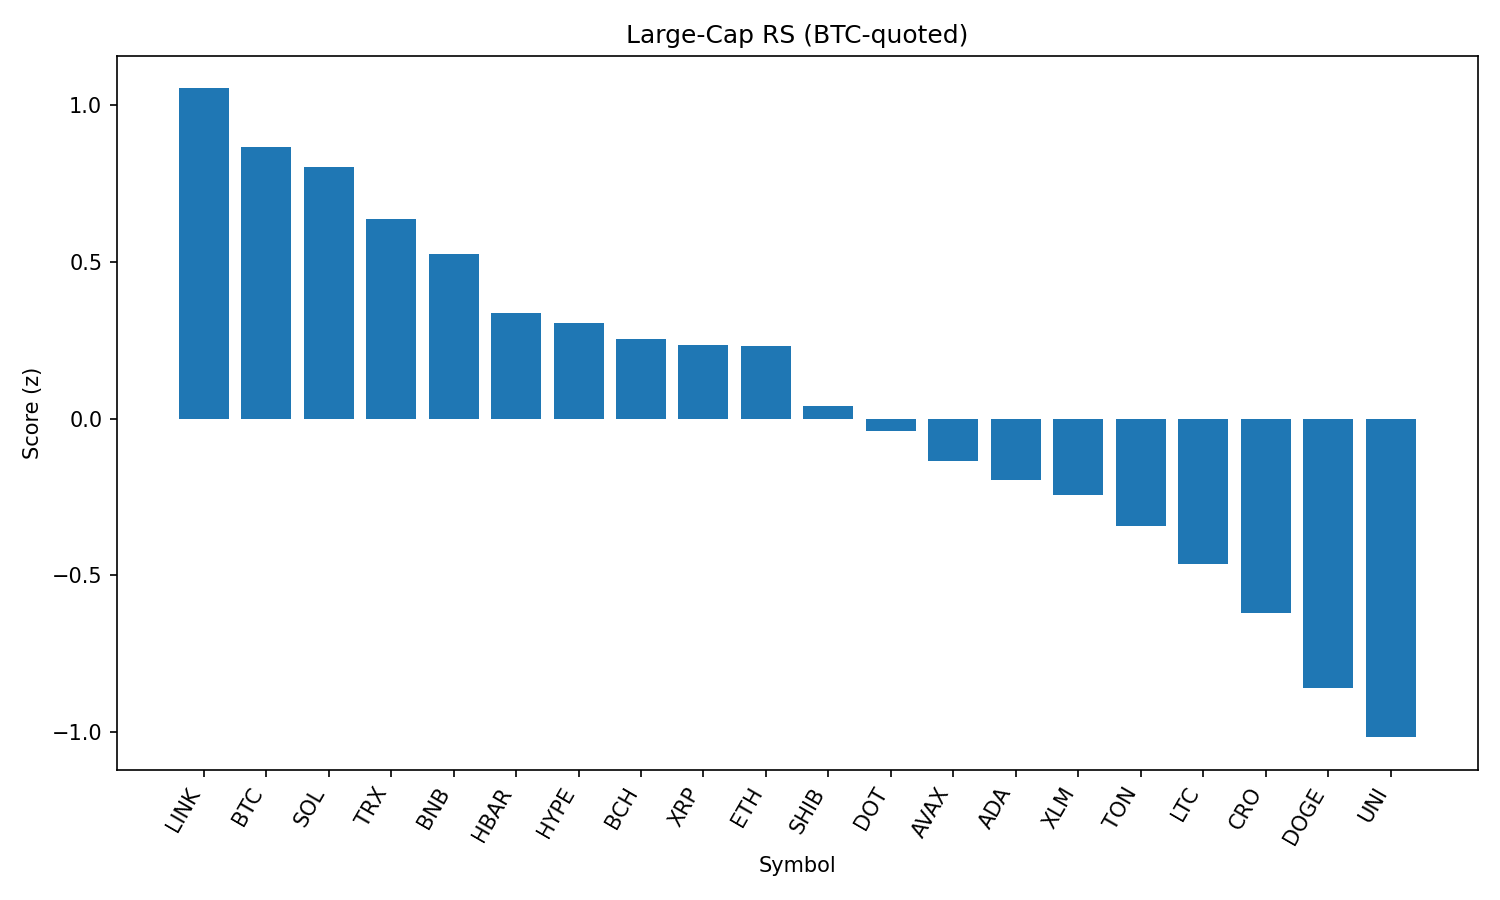 Large-Cap RS (BTC-quoted)
Score (z)
1.0
0.5
0.0
−0.5
−1.0
LINK
BTC
SOL
TRX
BNB
HBAR
HYPE
BCH
XRP
ETH
SHIB
DOT
AVAX
ADA
XLM
TON
LTC
CRO
DOGE
UNI
Symbol